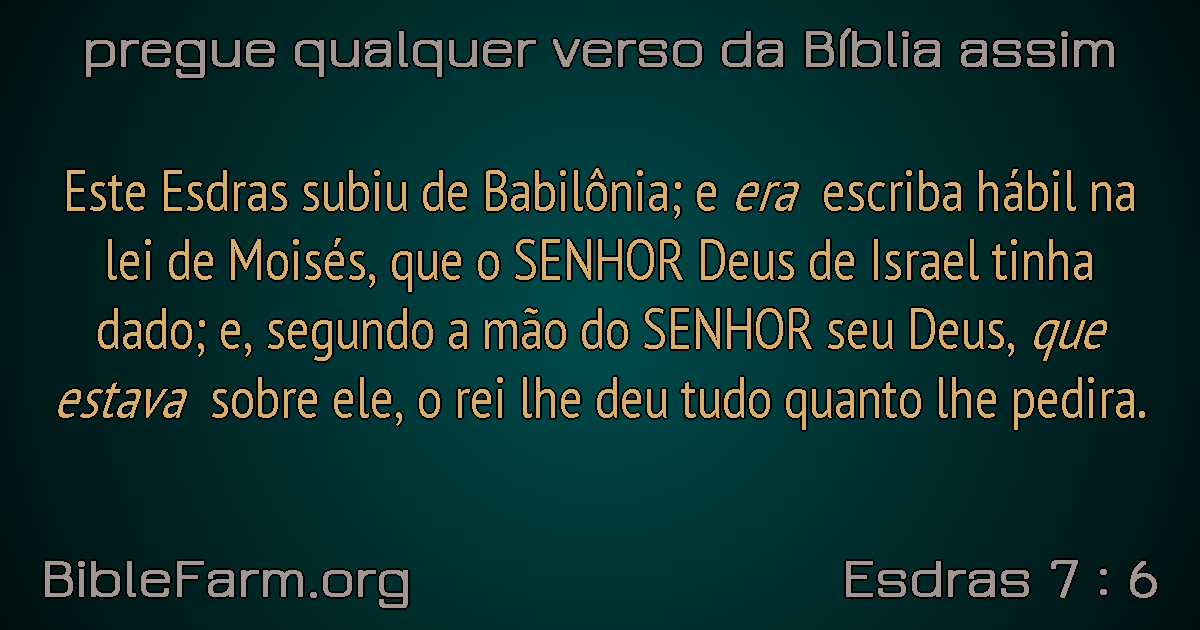 pregue qualquer verso da Bíblia assim
Este Esdras subiu de Babilônia; e era escriba hábil na
lei de Moisés, que o SENHOR Deus de Israel tinha
dado; e, segundo a mão do SENHOR seu Deus, que
estava sobre ele, o rei lhe deu tudo quanto lhe pedira.
BibleFarm.org
Esdras 7 : 6